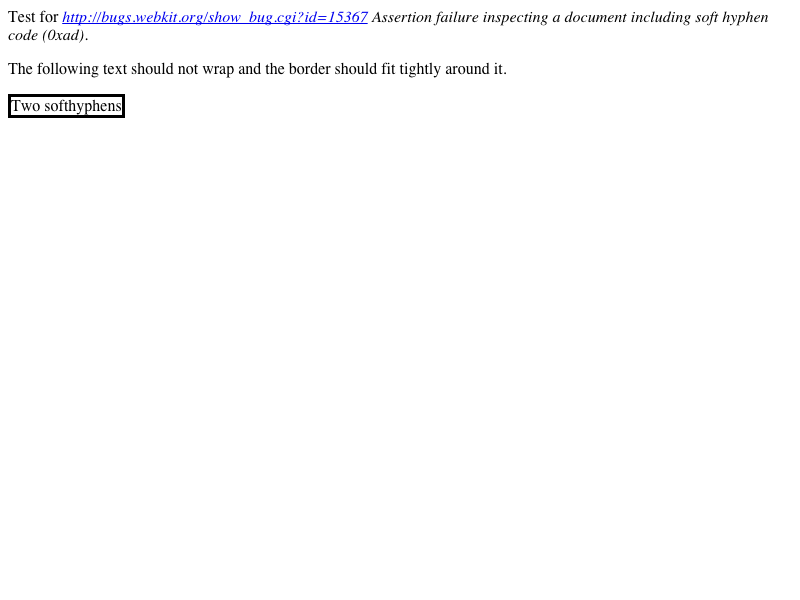 Test for http://bugs.webkit.org/show_bug.cgi?id=15367 Assertion failure inspecting a document including soft hyphen
code (0xad).
The following text should not wrap and the border should fit tightly around it.
Two softhyphens